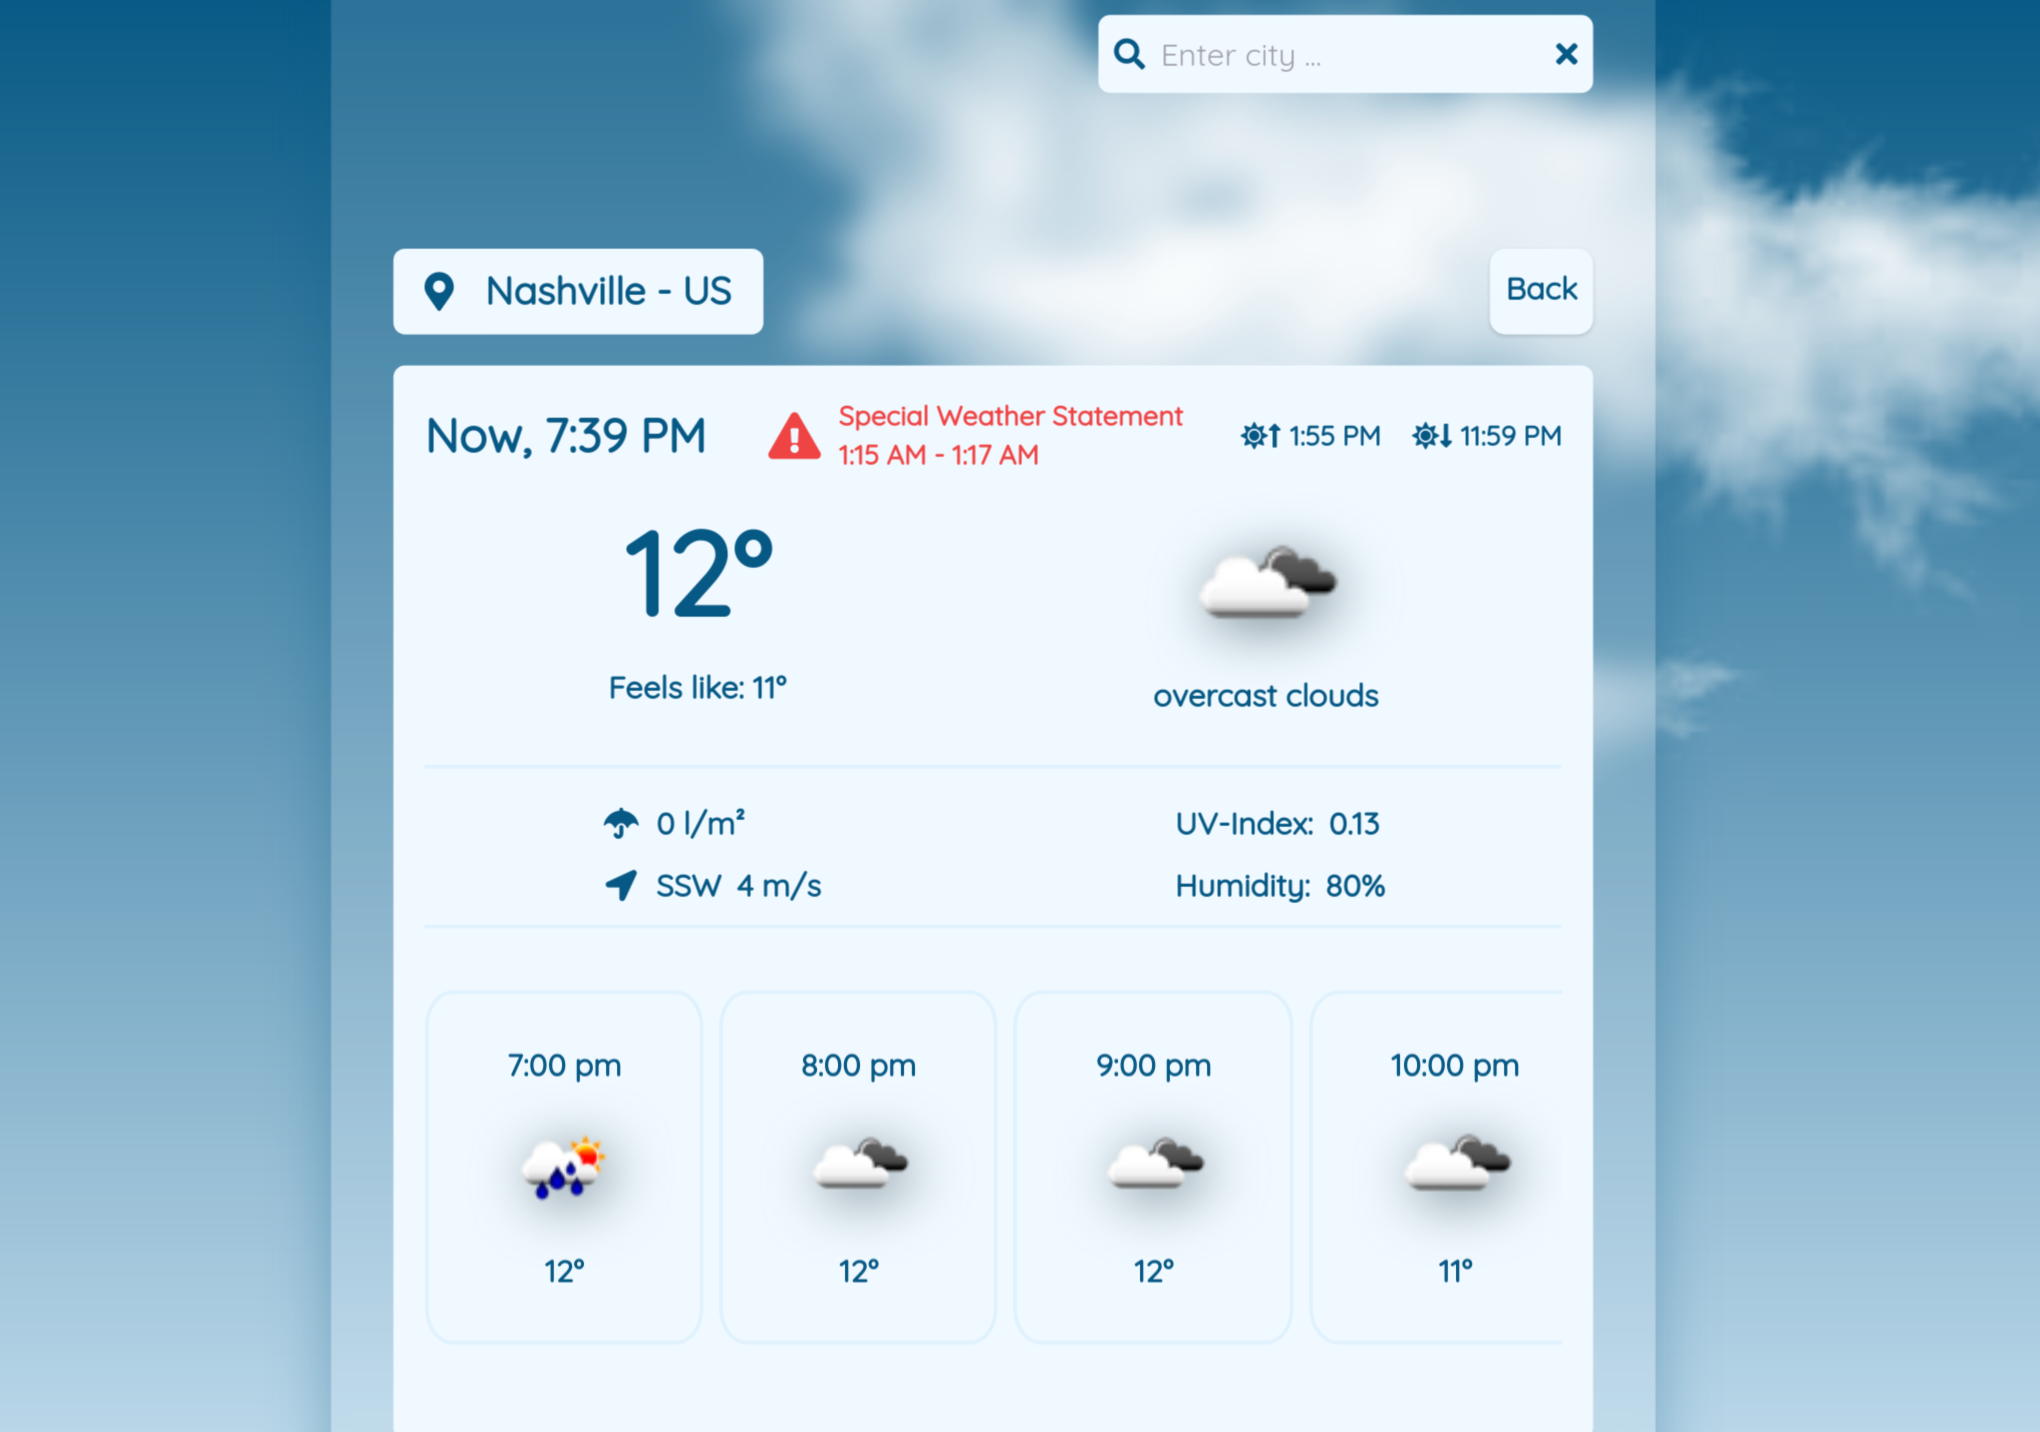 Enter city ...
Nashville - US
Back
Now, 7:39 PM
Special Weather Statement
1:15 AM - 1:17 AM
1:55 PM
11:59 PM
12°
Feels like: 11°
overcast clouds
0 l/m²
SSW 4 m/s
UV-Index: 0.13
Humidity: 80%
7:00 pm
12°
8:00 pm
12°
9:00 pm
12°
10:00 pm
11°